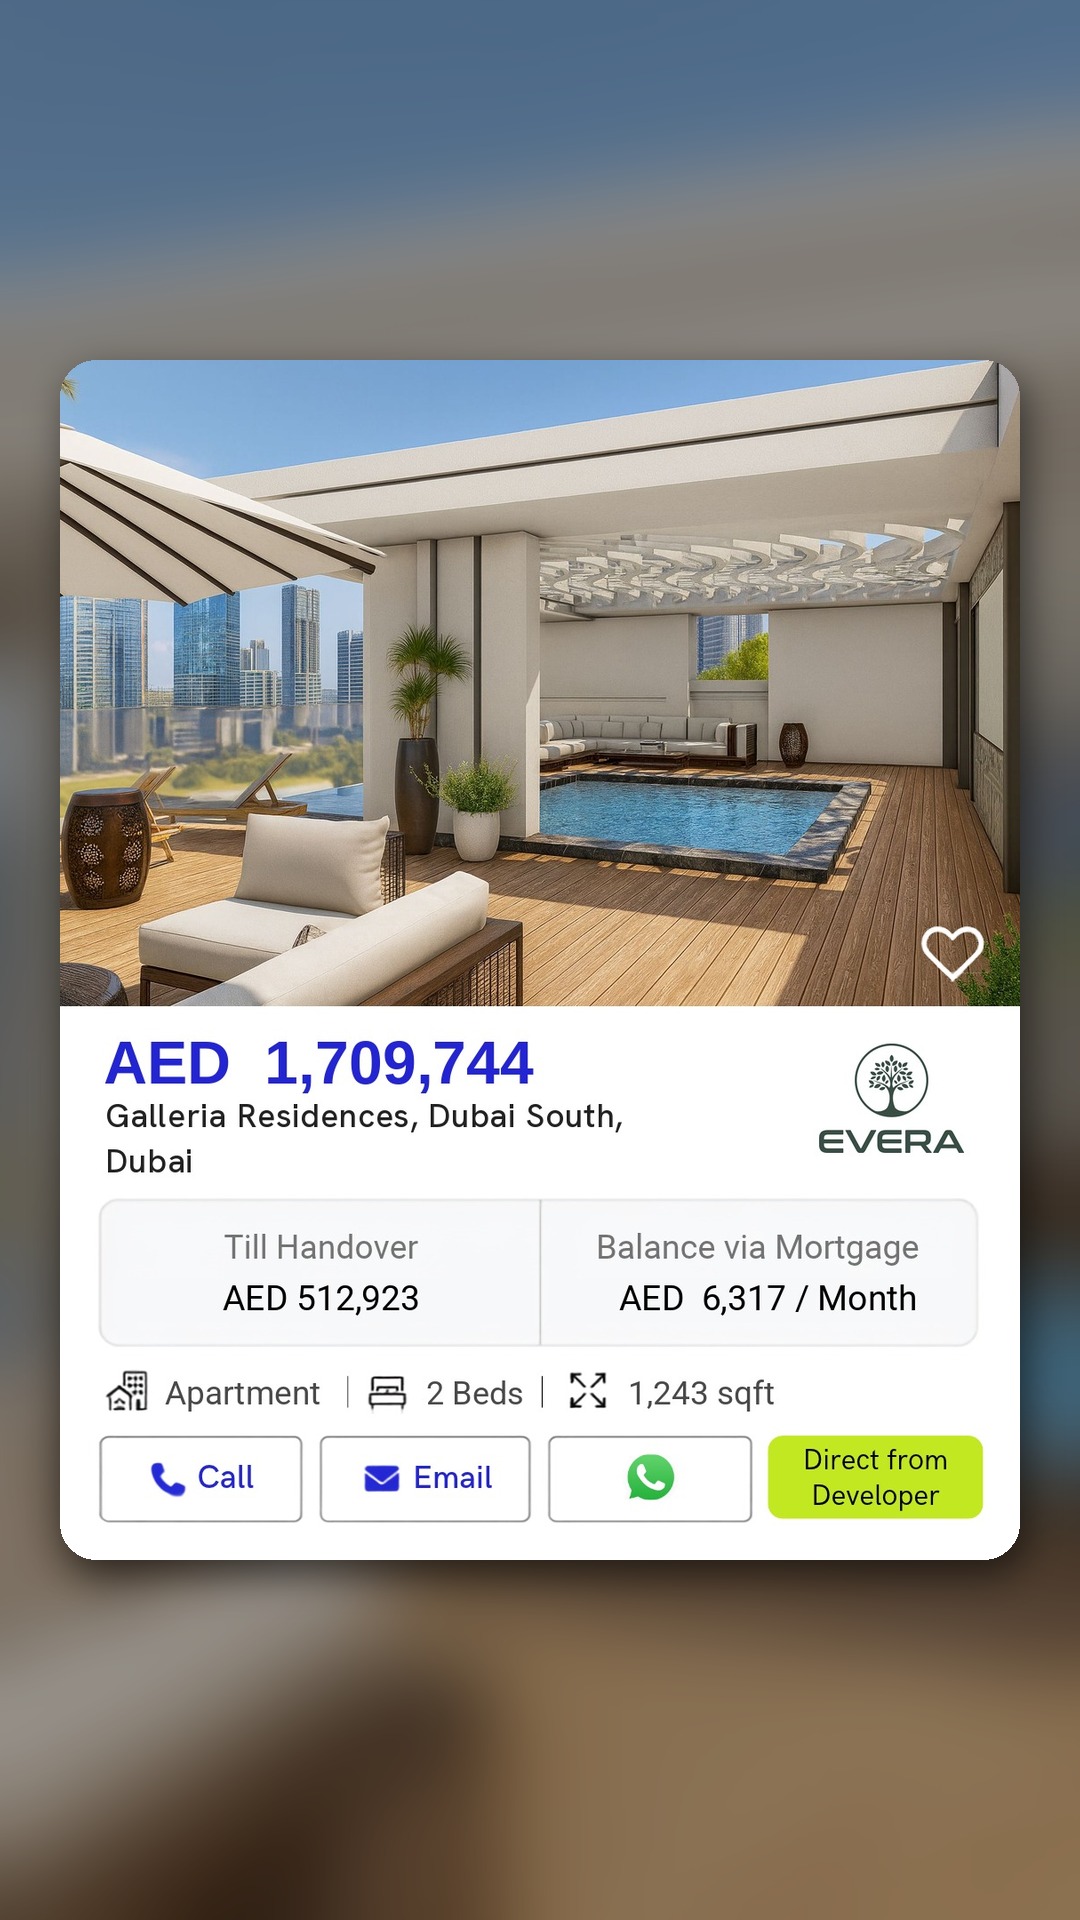 AED 1,709,744
Galleria Residences, Dubai South,
Dubai
EVERA
Till Handover
AED 512,923
Balance via Mortgage
AED 6,317 / Month
Apartment
2 Beds
1,243 sqft
Call
Email
Direct from
Developer